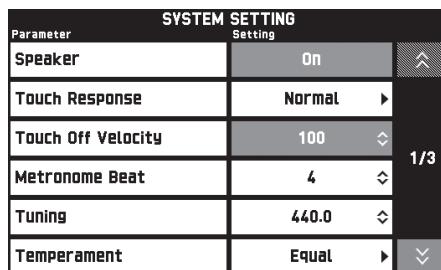 SYSTEM SETTING
Parameter Setting
Speaker On
Touch Response Normal
Touch Off Velocity 100
1/3
Metronome Beat 4
Tuning 440.0
Temperament Equal